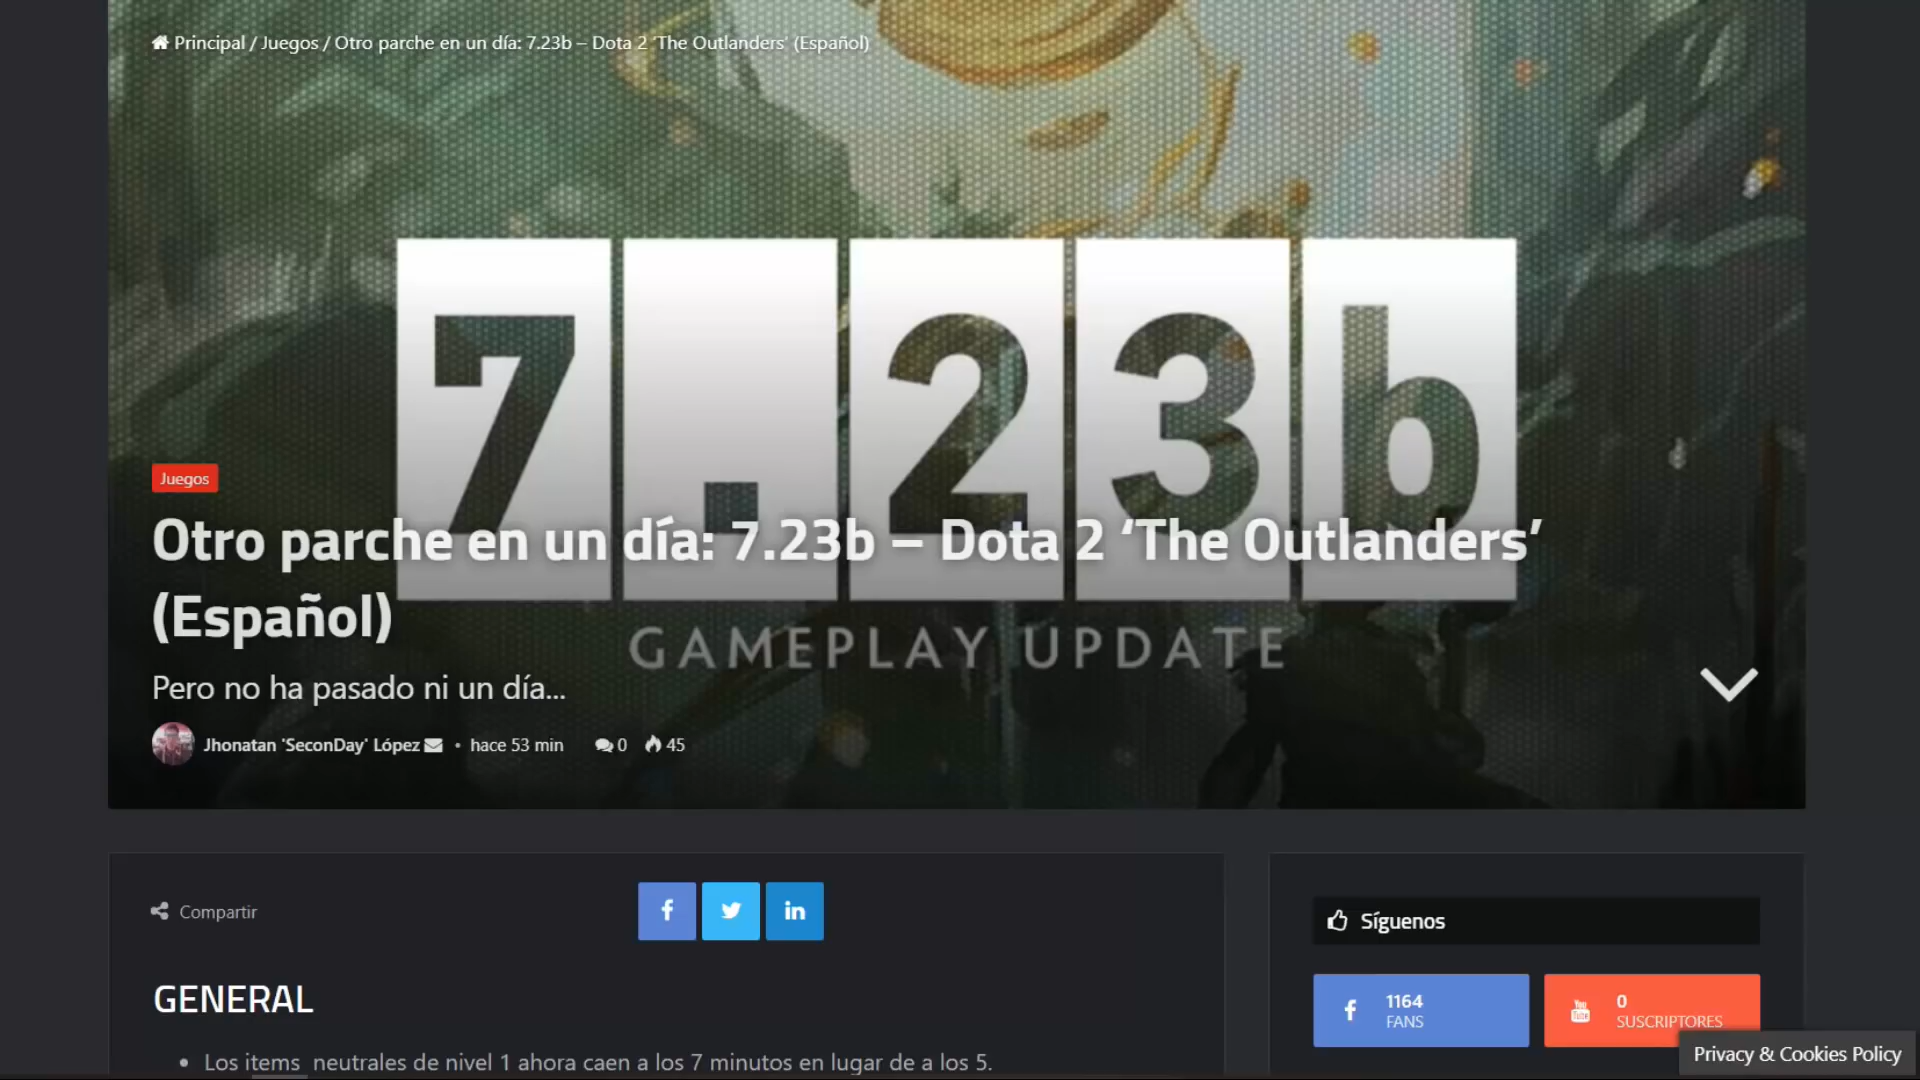 Principal / Juegos / Otro parche en un día: 7.23b – Dota 2 ‘The Outlanders’ (Español)
7.23b
Juegos
Otro parche en un día: 7.23b – Dota 2 ‘The Outlanders’
(Español)
GAMEPLAY UPDATE
Pero no ha pasado ni un día...
Jhonatan 'SeconDay' López • hace 53 min 0 45
Compartir
Síguenos
GENERAL
1164
FANS
0
SUSCRIPTORES
Los items neutrales de nivel 1 ahora caen a los 7 minutos en lugar de a los 5.
Privacy & Cookies Policy